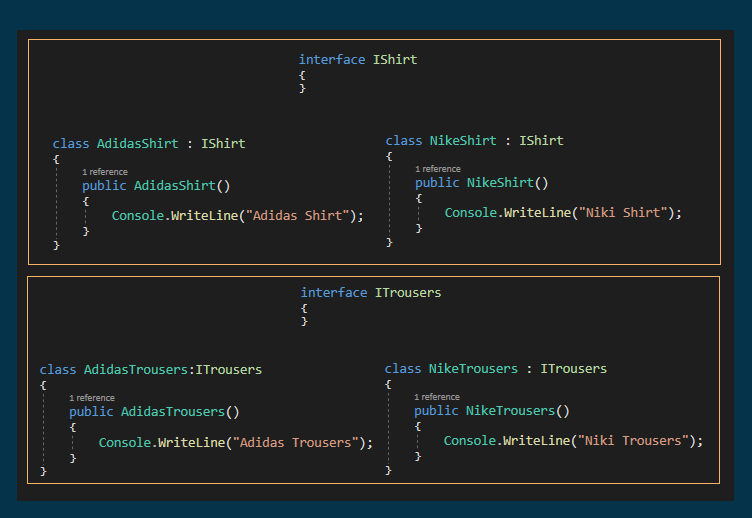 interface IShirt
{
}
class AdidasShirt : IShirt
{
1 reference
public AdidasShirt()
{
Console.WriteLine("Adidas Shirt");
}
}
class NikeShirt : IShirt
{
1 reference
public NikeShirt()
{
Console.WriteLine("Niki Shirt");
}
}
interface ITrousers
{
}
class AdidasTrousers:ITrousers
{
1 reference
public AdidasTrousers()
{
Console.WriteLine("Adidas Trousers");
}
}
class NikeTrousers : ITrousers
{
1 reference
public NikeTrousers()
{
Console.WriteLine("Niki Trousers");
}
}